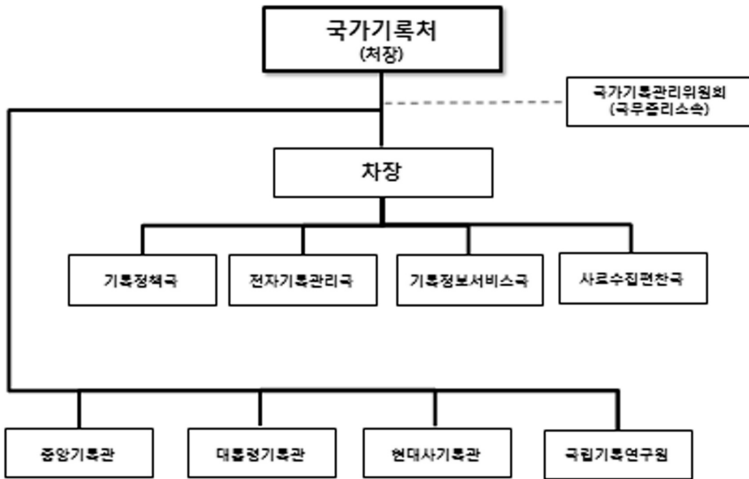 국가기록처
(처장)
국가기록관리위원회
(국무총리소속)
차장
기록정책국
전자기록관리국
기록정보서비스국
사료수집편찬국
중앙기록관
대통령기록관
현대사기록관
국립기록연구원